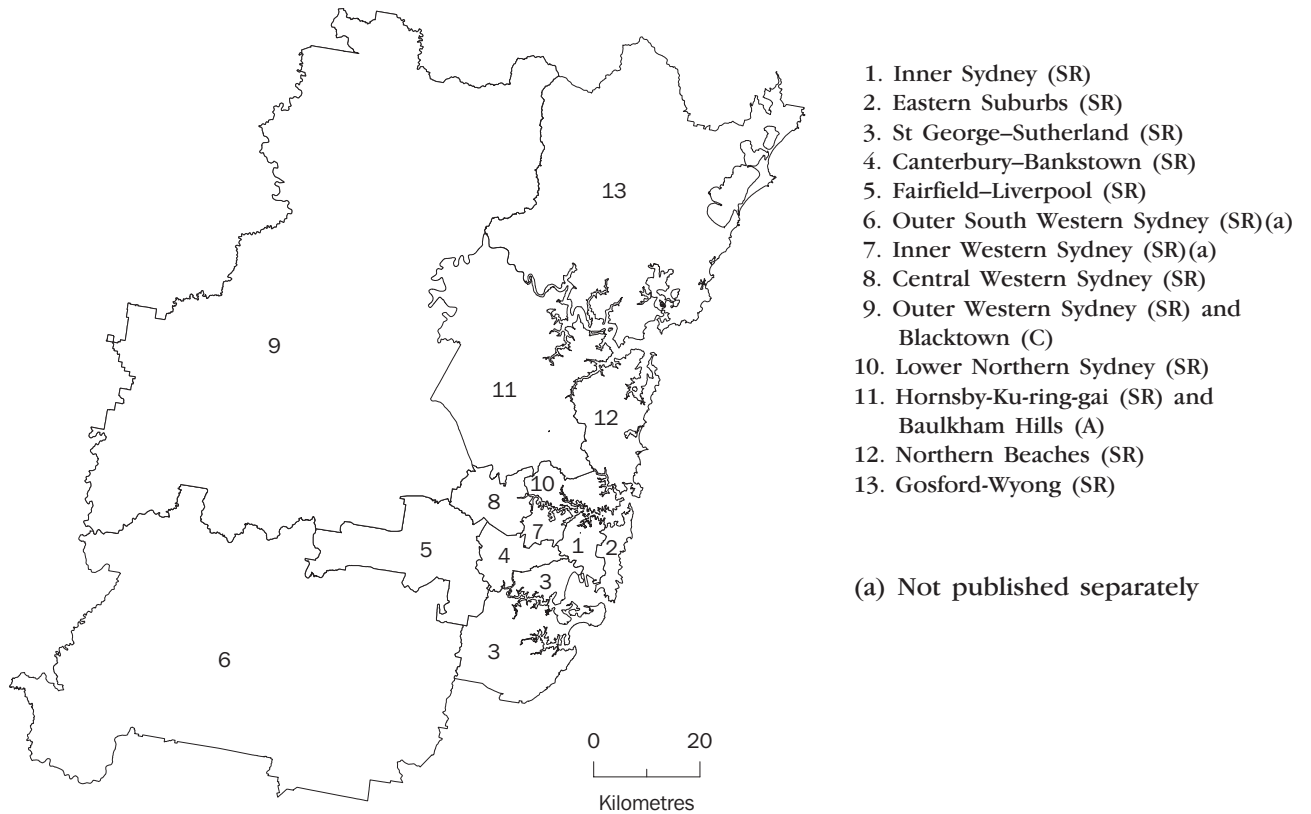 1. Inner Sydney (SR)
2. Eastern Suburbs (SR)
3. St George–Sutherland (SR)
4. Canterbury–Bankstown (SR)
5. Fairfield–Liverpool (SR)
6. Outer South Western Sydney (SR)(a)
7. Inner Western Sydney (SR)(a)
8. Central Western Sydney (SR)
9. Outer Western Sydney (SR) and
Blacktown (C)
10. Lower Northern Sydney (SR)
11. Hornsby-Ku-ring-gai (SR) and
Baulkham Hills (A)
12. Northern Beaches (SR)
13. Gosford-Wyong (SR)
(a) Not published separately
13
9
11
12
10
8
7
5
4
1
2
3
3
6
0 20
Kilometres